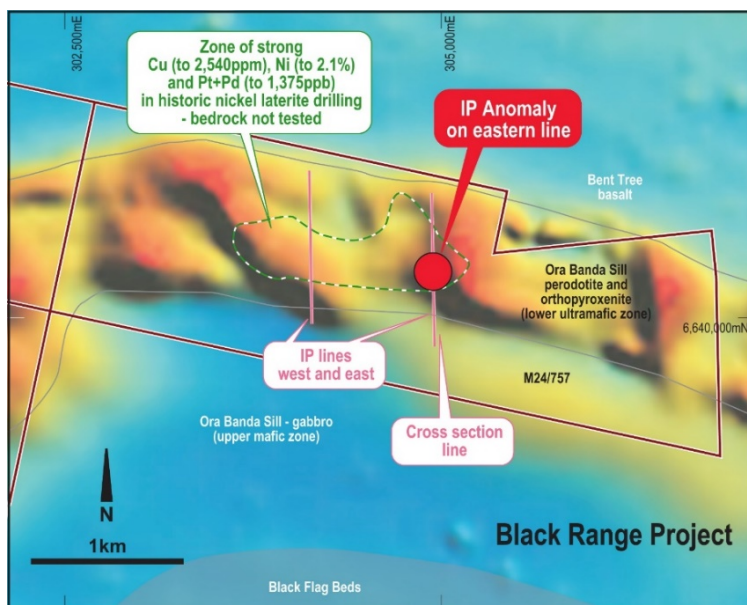 302,500mE
305,000mE
Zone of strong
Cu (to 2,540ppm), Ni (to 2.1%)
and Pt+Pd (to 1,375ppb)
in historic nickel laterite drilling
- bedrock not tested
IP Anomaly
on eastern line
Bent Tree
basalt
Ora Banda Sill
perodotite and
orthopyroxenite
(lower ultramafic zone)
6,640,000mN
IP lines
west and east
M24/757
Ora Banda Sill - gabbro
(upper mafic zone)
Cross section
line
N
1km
Black Range Project
Black Flag Beds